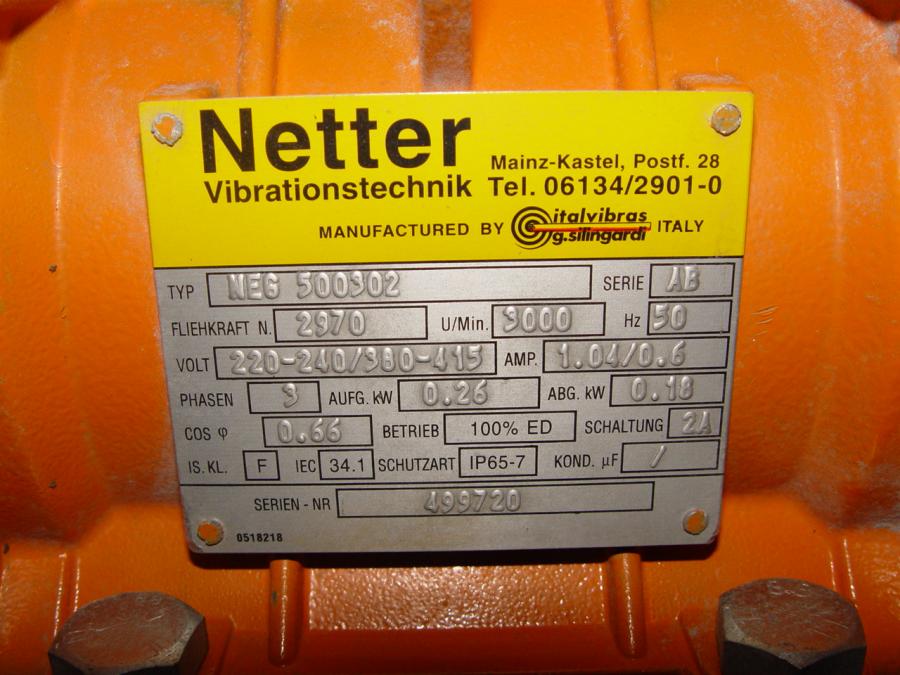 Netter
Vibrationstechnik
Mainz-Kastel, Postf. 28
Tel. 06134/2901-0
MANUFACTURED BY italvibras g.silingardi ITALY
TYP NEG 500302 SERIE AB
FLIEHKRAFT N. 2970 U/Min. 3000 Hz 50
VOLT 220-240/380-415 AMP. 1.04/0.6
PHASEN 3 AUFG. kW 0.26 ABG. kW 0.18
COS φ 0.66 BETRIEB 100% ED SCHALTUNG 2A
IS. KL. F IEC 34.1 SCHUTZART IP65-7 KOND. µF /
SERIEN - NR 499720
0518218